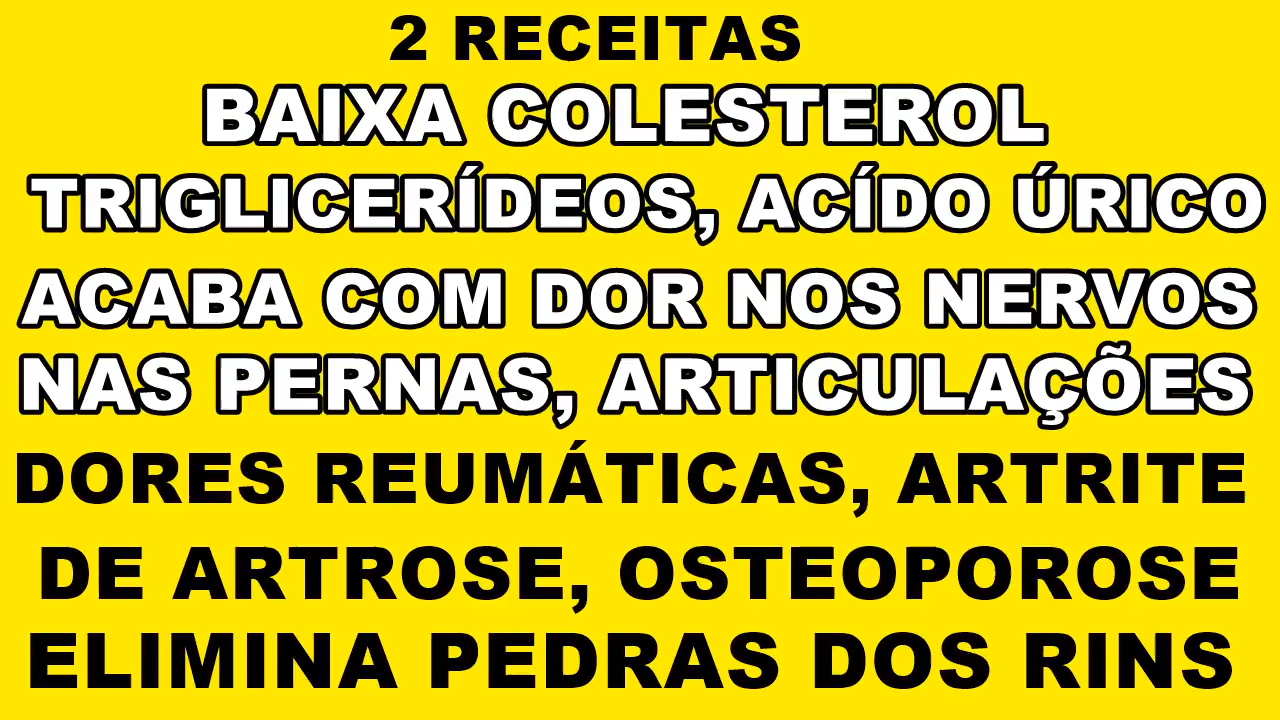 2 RECEITAS
BAIXA COLESTEROL
TRIGLICERÍDEOS, ACÍDO ÚRICO
ACABA COM DOR NOS NERVOS
NAS PERNAS, ARTICULAÇÕES
DORES REUMÁTICAS, ARTRITE
DE ARTROSE, OSTEOPOROSE
ELIMINA PEDRAS DOS RINS